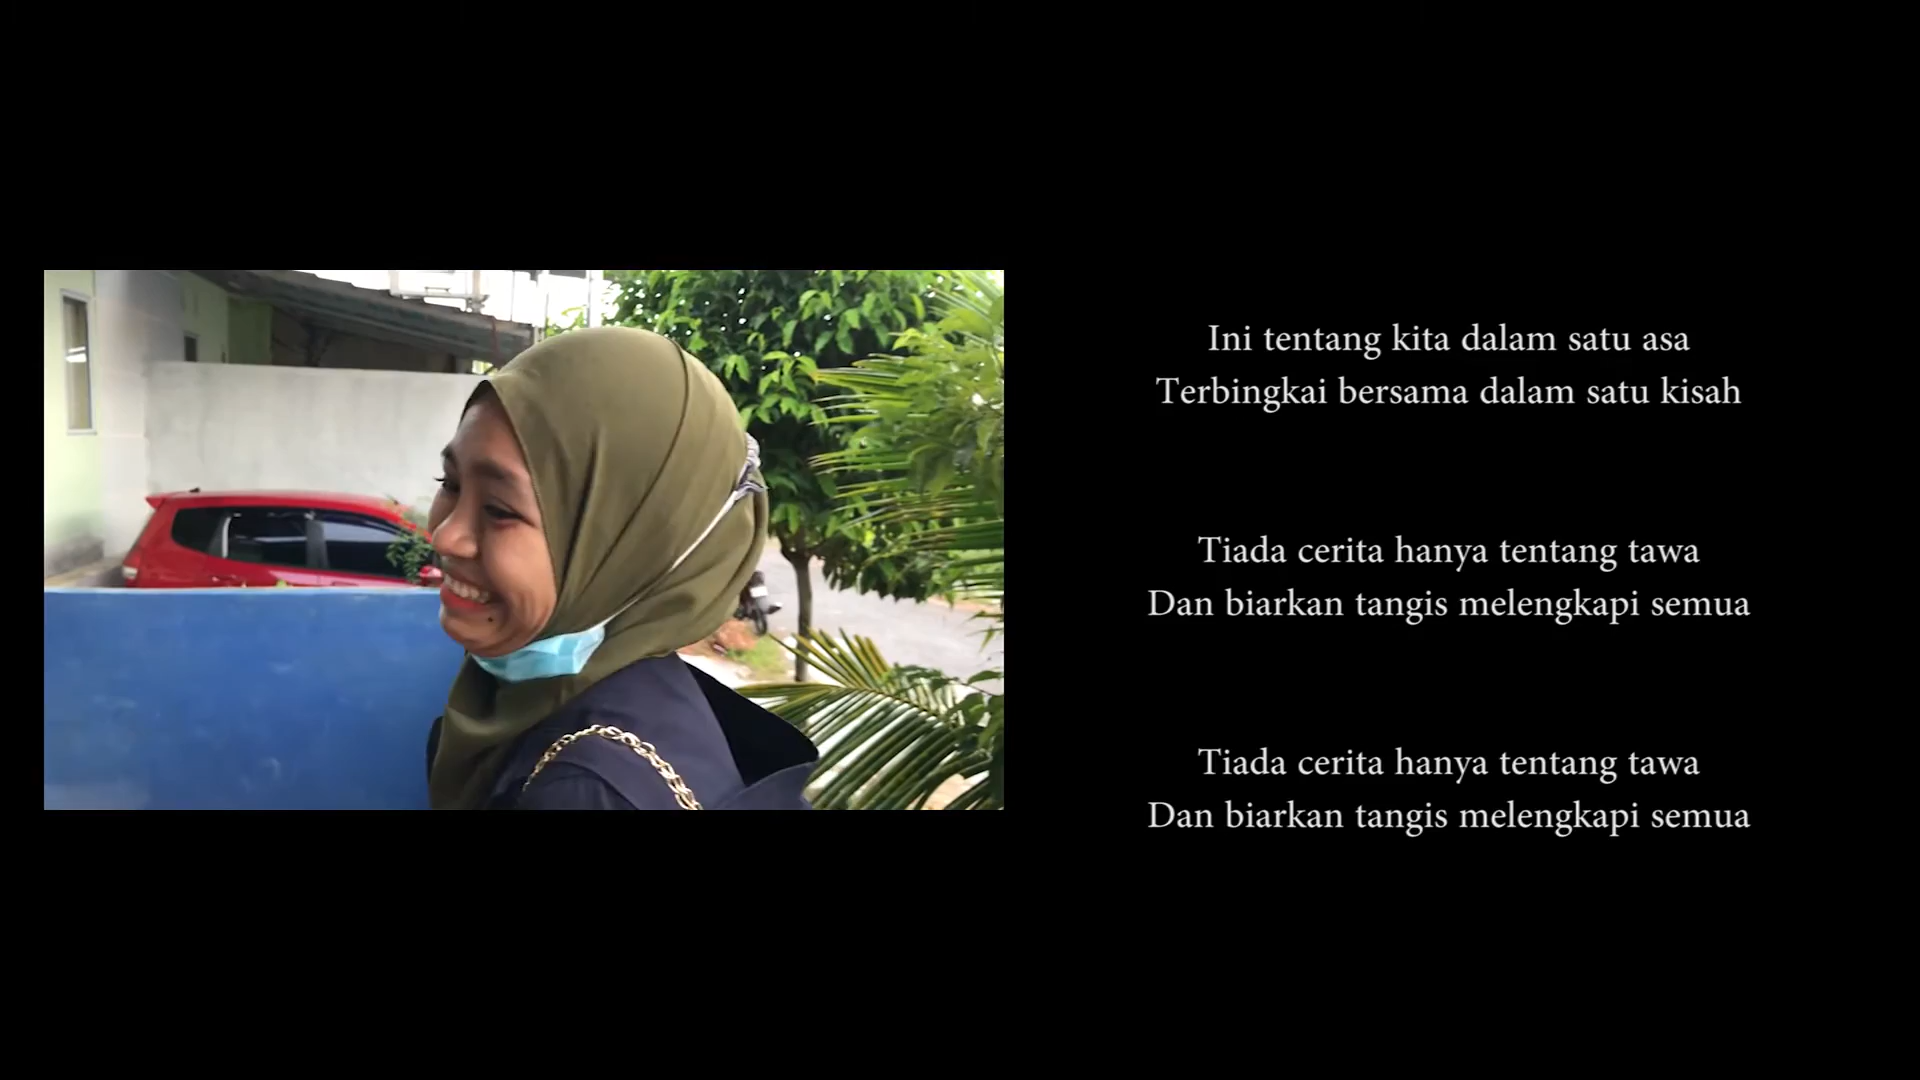 Ini tentang kita dalam satu asa
Terbingkai bersama dalam satu kisah
Tiada cerita hanya tentang tawa
Dan biarkan tangis melengkapi semua
Tiada cerita hanya tentang tawa
Dan biarkan tangis melengkapi semua